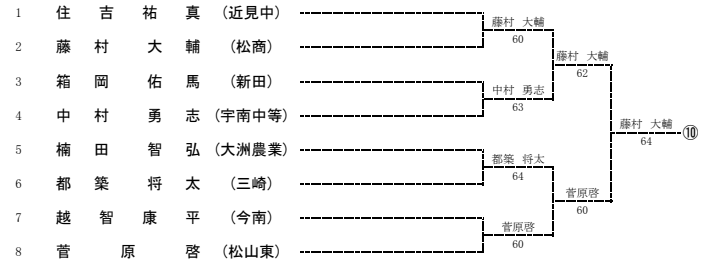 1 住吉祐真 (近見中)
藤村 大輔
60
2 藤村大輔 (松商)
藤村 大輔
62
3 箱岡佑馬 (新田)
中村 勇志
63
4 中村勇志 (宇南中等)
藤村 大輔 ⑩
64
5 楠田智弘 (大洲農業)
都築 将太
64
6 都築将太 (三崎)
菅原啓
60
7 越智康平 (今南)
菅原啓
60
8 菅原啓 (松山東)